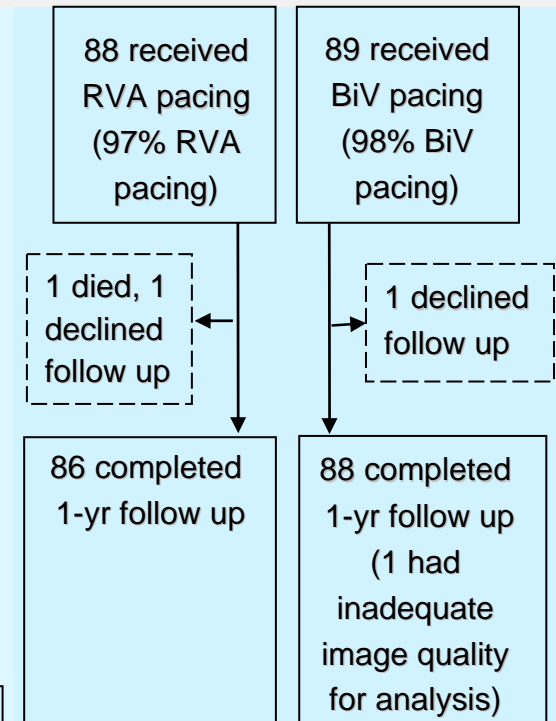 88 received
RVA pacing
(97% RVA
pacing)
89 received
BiV pacing
(98% BiV
pacing)
1 died, 1
declined
follow up
1 declined
follow up
86 completed
1-yr follow up
88 completed
1-yr follow up
(1 had
inadequate
image quality
for analysis)